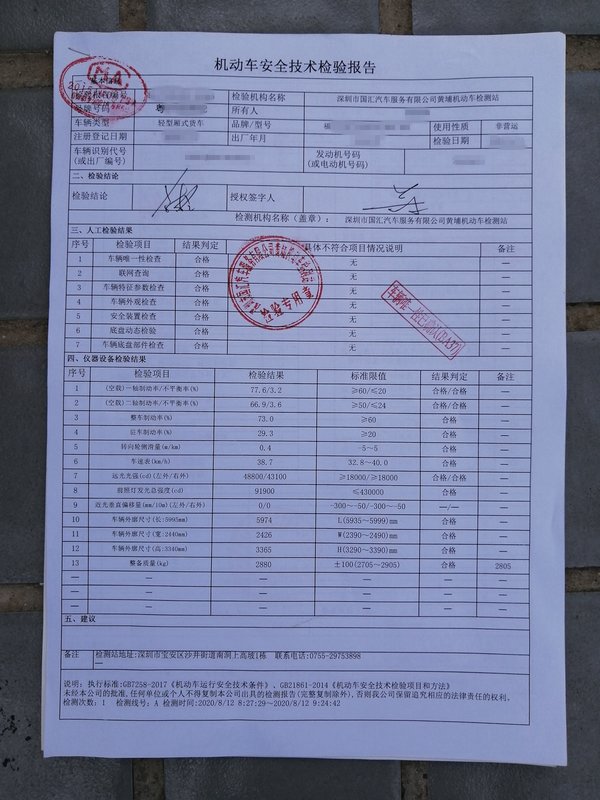 机动车安全技术检验报告
一、基本信息
检验机构名称 深圳市国汇汽车服务有限公司黄埔机动车检测站
号牌号码 粤 2 所有人
车辆类型 轻型厢式货车 品牌/型号 使用性质 非营运
注册登记日期 出厂年月 检验日期
车辆识别代号(或出厂编号) 发动机号码(或电动机号码)
二、检验结论
检验结论 授权签字人
检测机构名称（盖章）： 深圳市国汇汽车服务有限公司黄埔机动车检测站
三、人工检验结果
序号 检验项目 结果判定 具体不符合项目情况说明 备注
1 车辆唯一性检查 合格 无
2 联网查询 合格 无
3 车辆特征参数检查 合格 无
4 车辆外观检查 合格 无
5 安全装置检查 合格 无
6 底盘动态检验 合格 无
7 车辆底盘部件检查 合格 无
检验专用章
四、仪器设备检验结果
序号 检验项目 检验结果 标准限值 结果判定 备注
1 (空载)一轴制动率/不平衡率(%) 77.6/3.2 ≥60/≤20 合格/合格 —
2 (空载)二轴制动率/不平衡率(%) 66.9/3.6 ≥50/≤24 合格/合格 —
3 整车制动率(%) 73.0 ≥60 合格 —
4 驻车制动率(%) 29.3 ≥20 合格 —
5 转向轮侧滑量(m/km) 0.4 -5~5 合格 —
6 车速表(km/h) 38.7 32.8~40.0 合格 —
7 远光光强(cd)(左外/右外) 48800/43100 ≥18000/≥18000 合格/合格 —
8 前照灯发光总强度(cd) 91900 ≤430000 合格 —
9 近光垂直偏移量(mm/10m)(左外/右外) 0/0 -300~-50/-300~-50 —/— —
10 车辆外廓尺寸(长:5995mm) 5974 L(5935~5999)mm 合格 —
11 车辆外廓尺寸(宽:2440mm) 2426 W(2390~2490)mm 合格 —
12 车辆外廓尺寸(高:3340mm) 3365 H(3290~3390)mm 合格 —
13 整备质量(kg) 2880 ±100(2705~2905) 合格 2805
— — — — — —
— — — — — —
— — — — — —
五、建议
备注 检测站地址:深圳市宝安区沙井街道南洞上高坡1栋 联系电话:0755-29753898
—
说明：执行标准:GB7258-2017《机动车运行安全技术条件》、GB21861-2014《机动车安全技术检验项目和方法》
未经本公司的批准,任何单位或个人不得复制本公司出具的检测报告(完整复制除外),否则我公司保留追究相应的法律责任的权利。
检测次数: 1 检测线号: A 检测时间:2020/8/12 8:27:29~2020/8/12 9:24:42